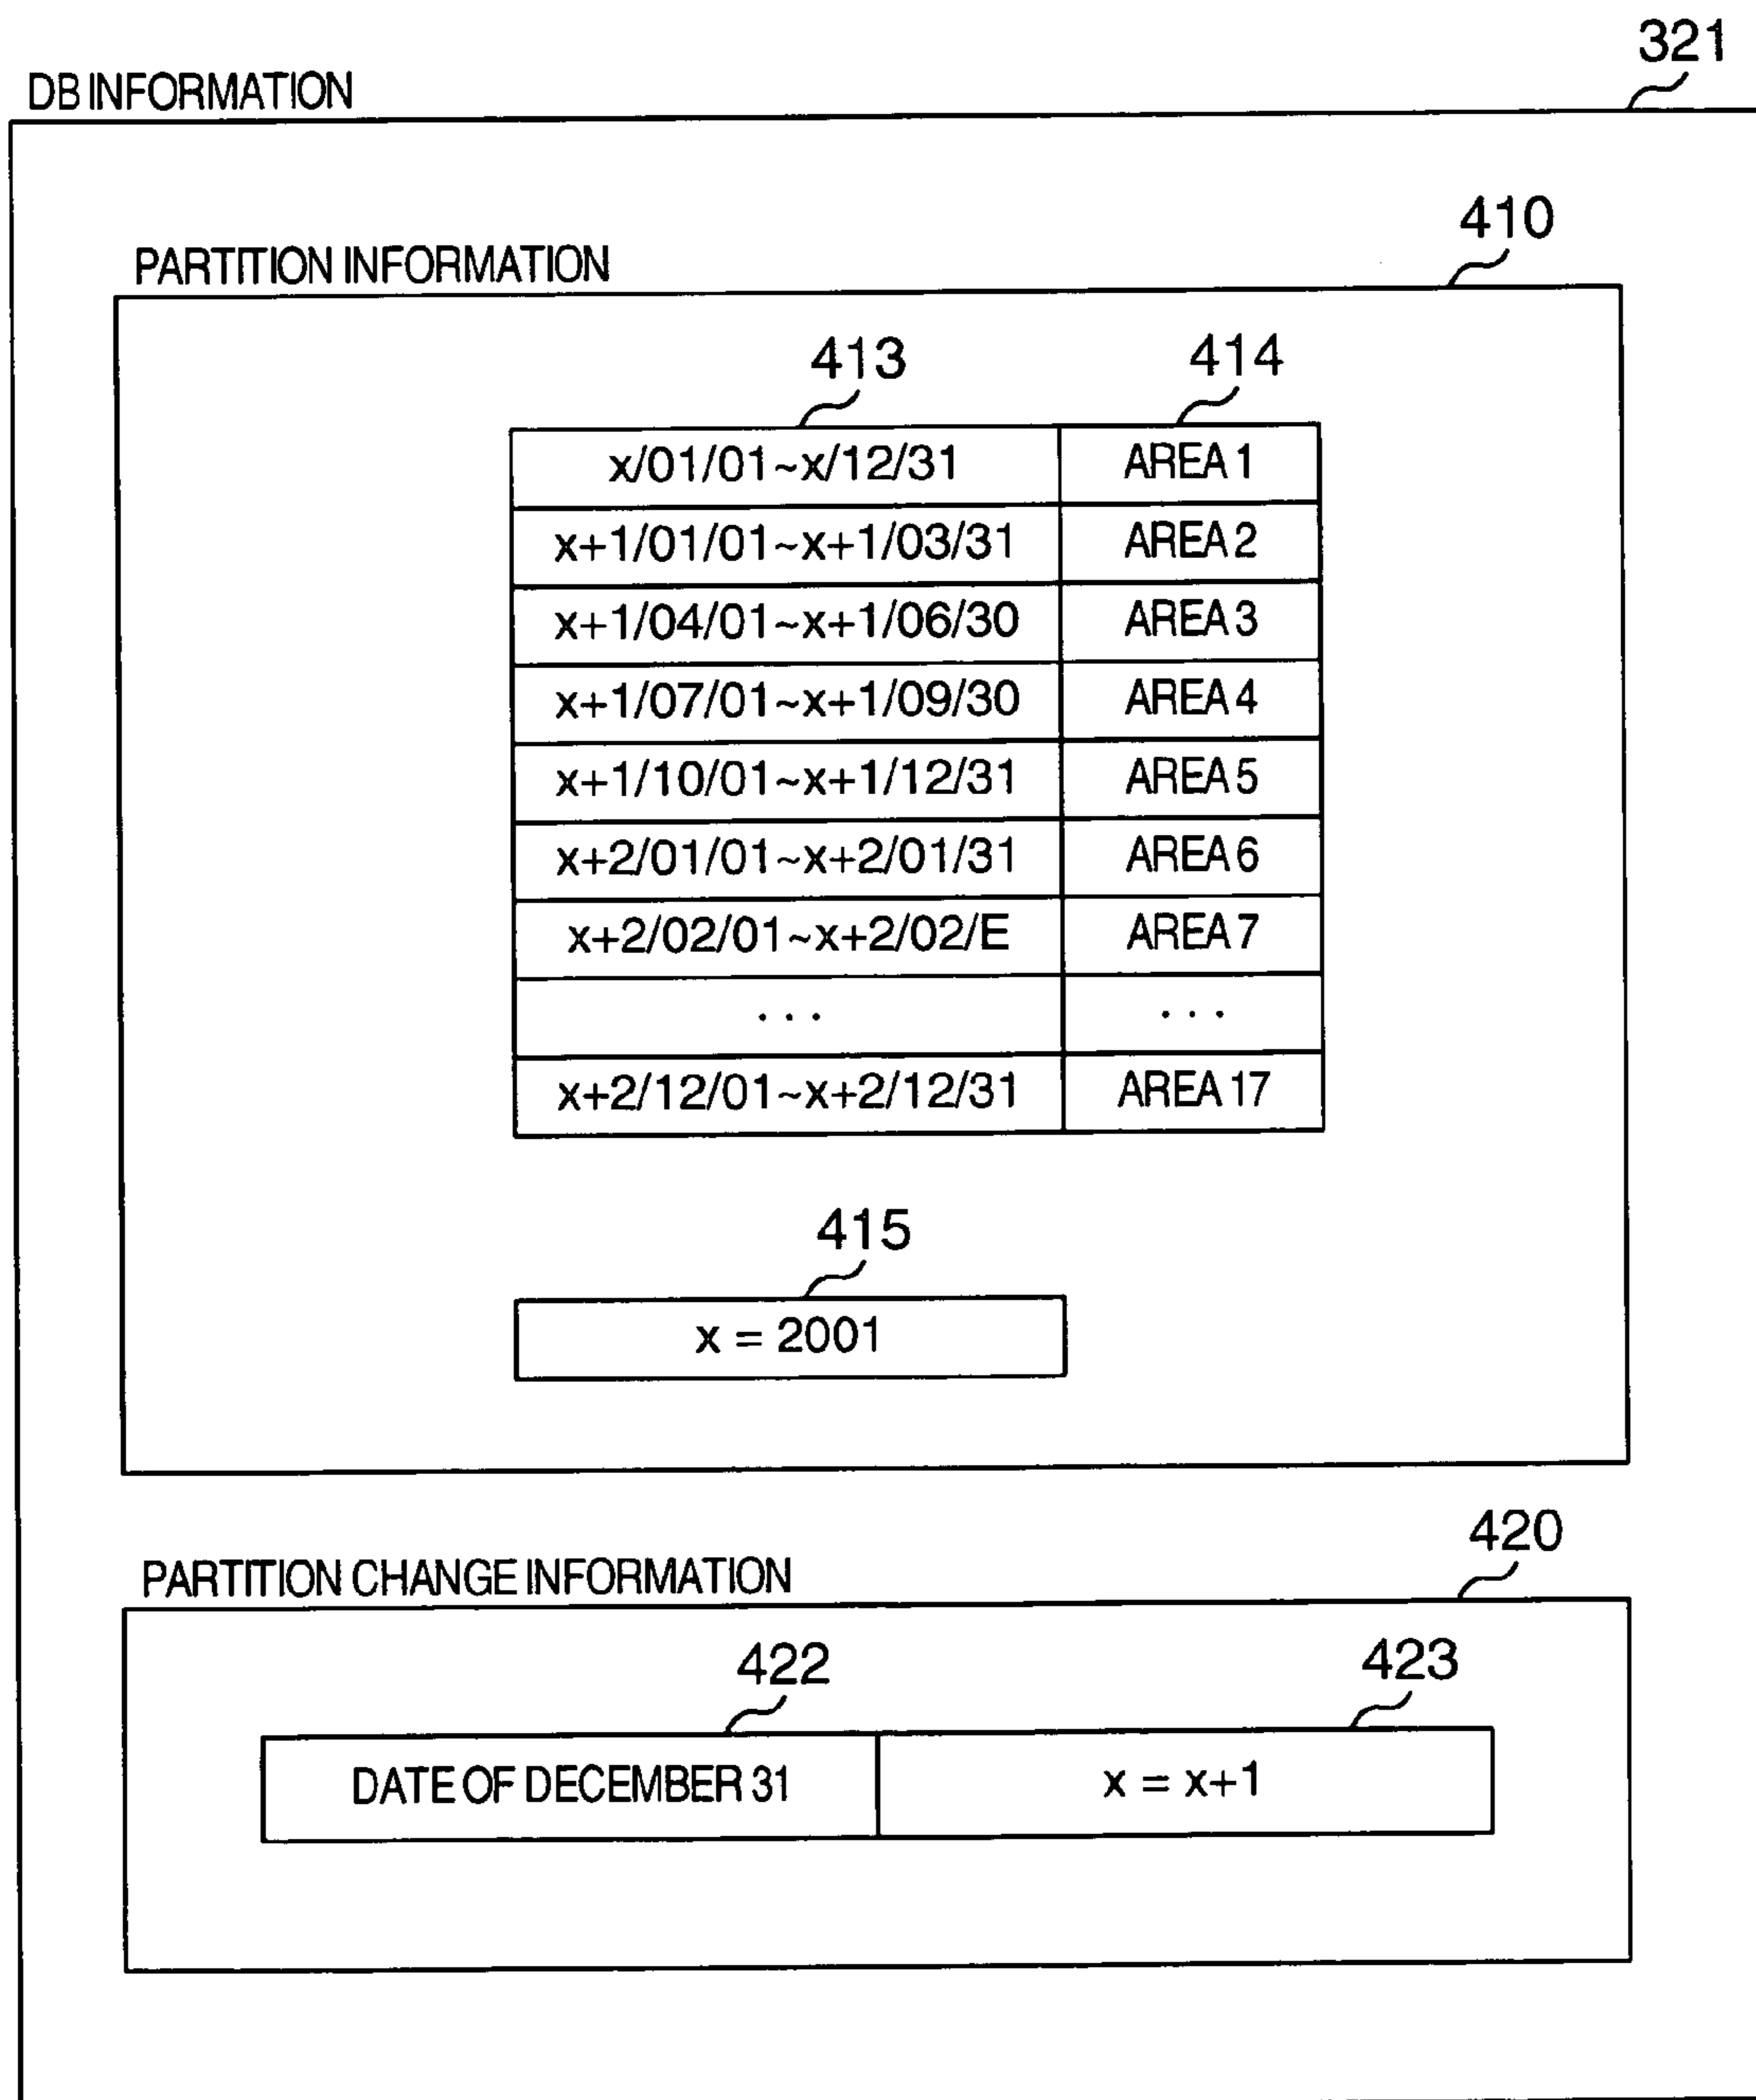 321
DB INFORMATION
410
PARTITION INFORMATION
413 414
x/01/01~x/12/31 AREA 1
x+1/01/01~x+1/03/31 AREA 2
x+1/04/01~x+1/06/30 AREA 3
x+1/07/01~x+1/09/30 AREA 4
x+1/10/01~x+1/12/31 AREA 5
x+2/01/01~x+2/01/31 AREA 6
x+2/02/01~x+2/02/E AREA 7
... ...
x+2/12/01~x+2/12/31 AREA 17
415
x = 2001
420
PARTITION CHANGE INFORMATION
422 423
DATE OF DECEMBER 31 x = x+1